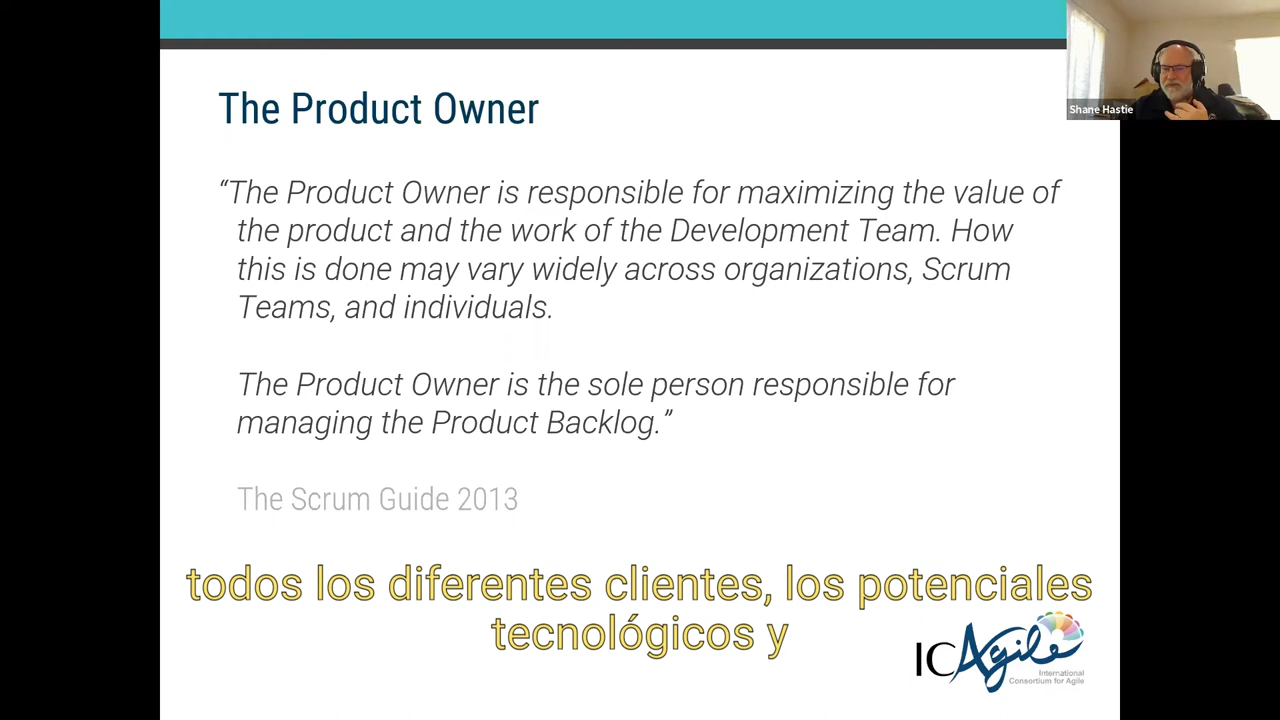 The Product Owner
Shane Hastie
“The Product Owner is responsible for maximizing the value of
the product and the work of the Development Team. How
this is done may vary widely across organizations, Scrum
Teams, and individuals.
The Product Owner is the sole person responsible for
managing the Product Backlog.”
The Scrum Guide 2013
todos los diferentes clientes, los potenciales
tecnológicos y
ICAgile
International
Consortium for Agile